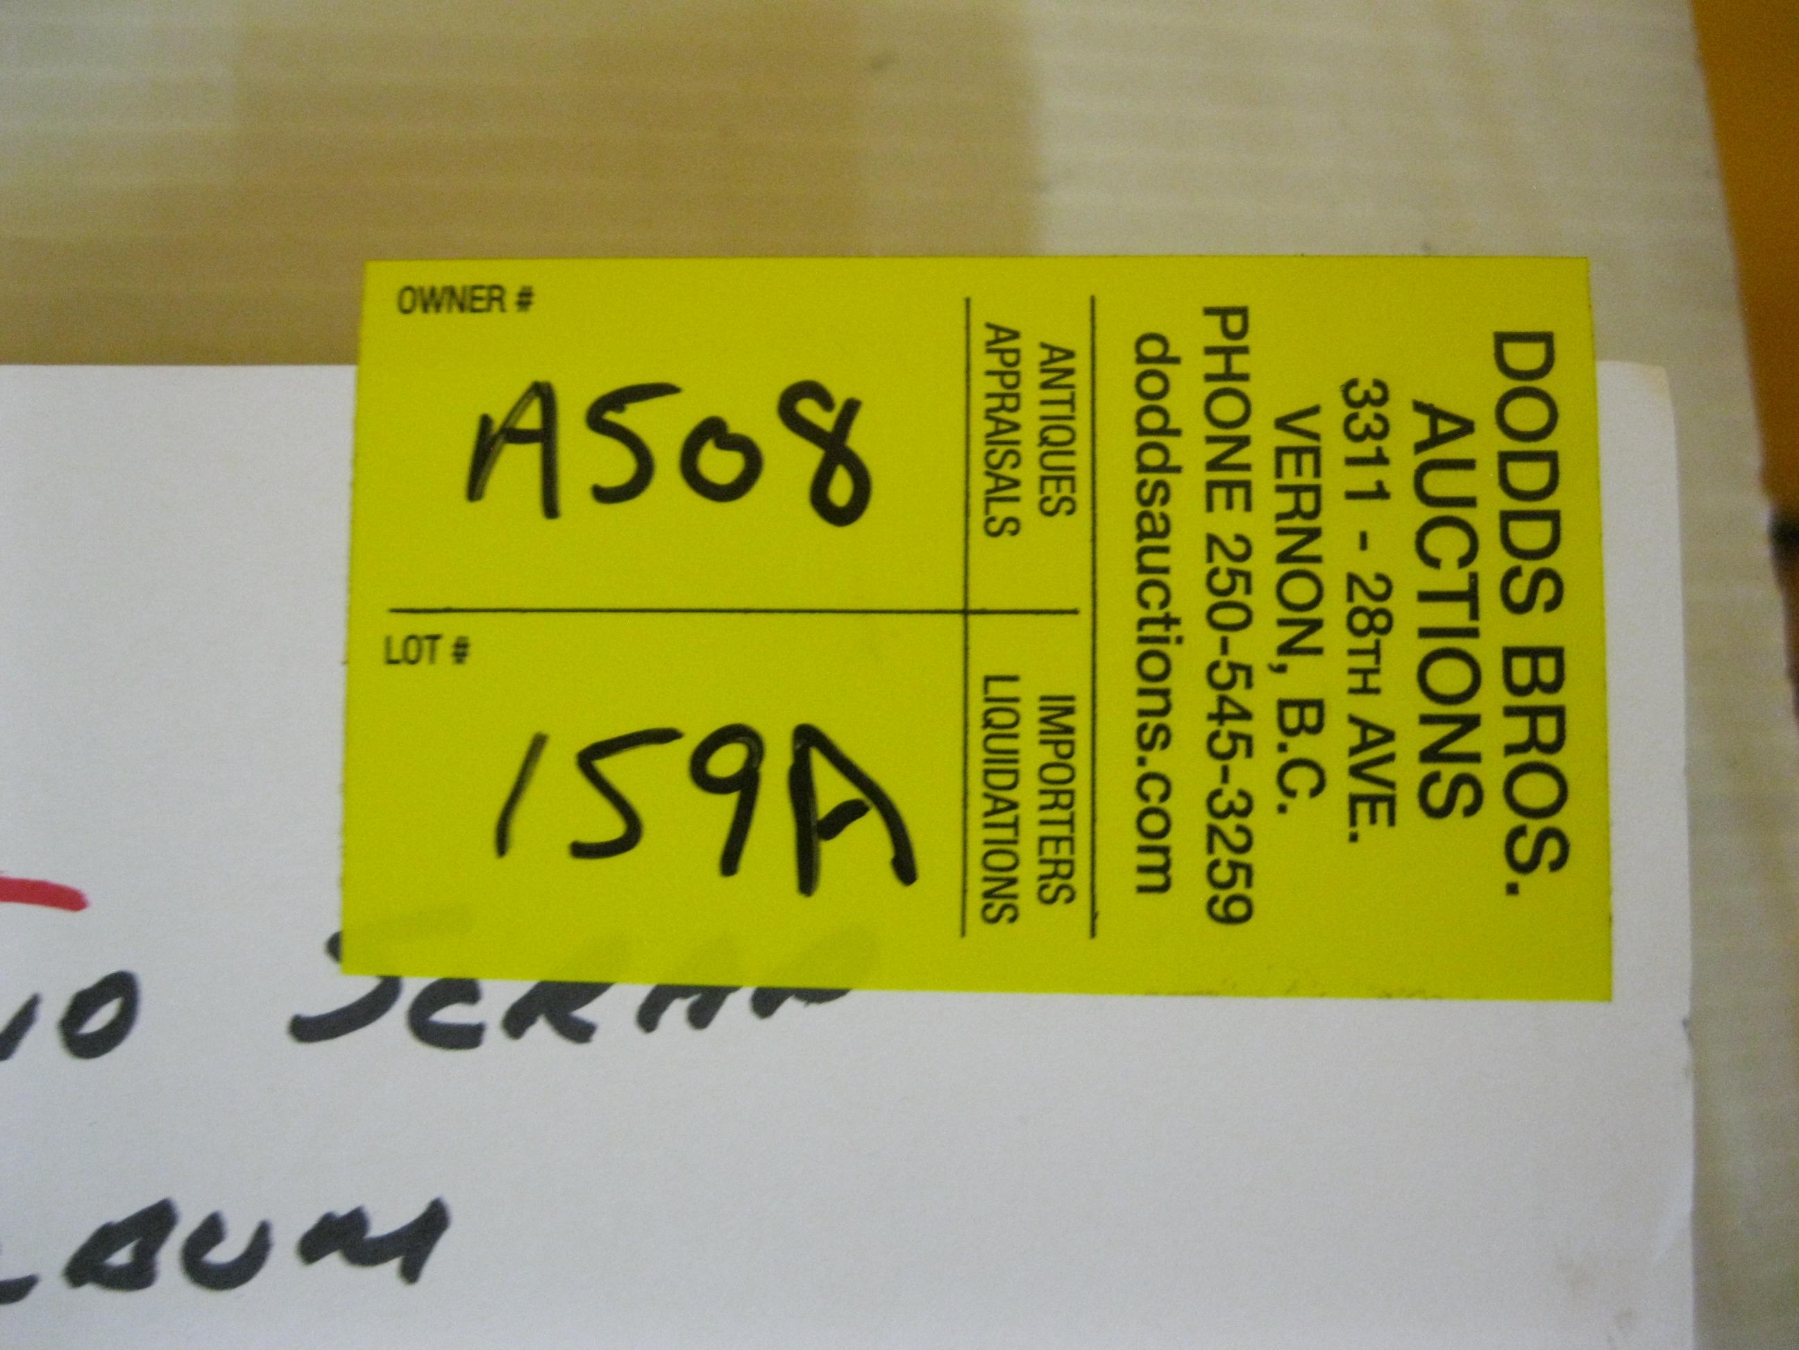 DODDS BROS.
AUCTIONS
3311 - 28TH AVE.
VERNON, B.C.
PHONE 250-545-3259
doddsauctions.com
ANTIQUES
APPRAISALS
IMPORTERS
LIQUIDATIONS
OWNER #
A508
LOT #
159A
SCRAP